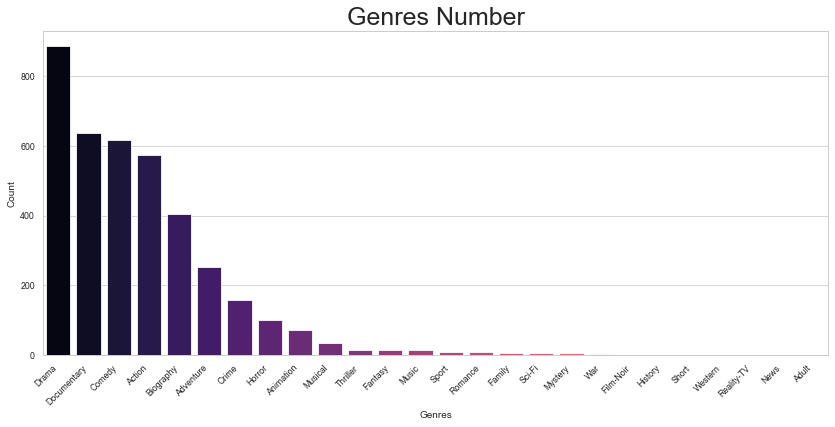 Genres Number
Count
800
600
400
200
0
Drama
Documentary
Comedy
Action
Biography
Adventure
Crime
Horror
Animation
Musical
Thriller
Fantasy
Music
Sport
Romance
Family
Sci-Fi
Mystery
War
Film-Noir
History
Short
Western
Reality-TV
News
Adult
Genres